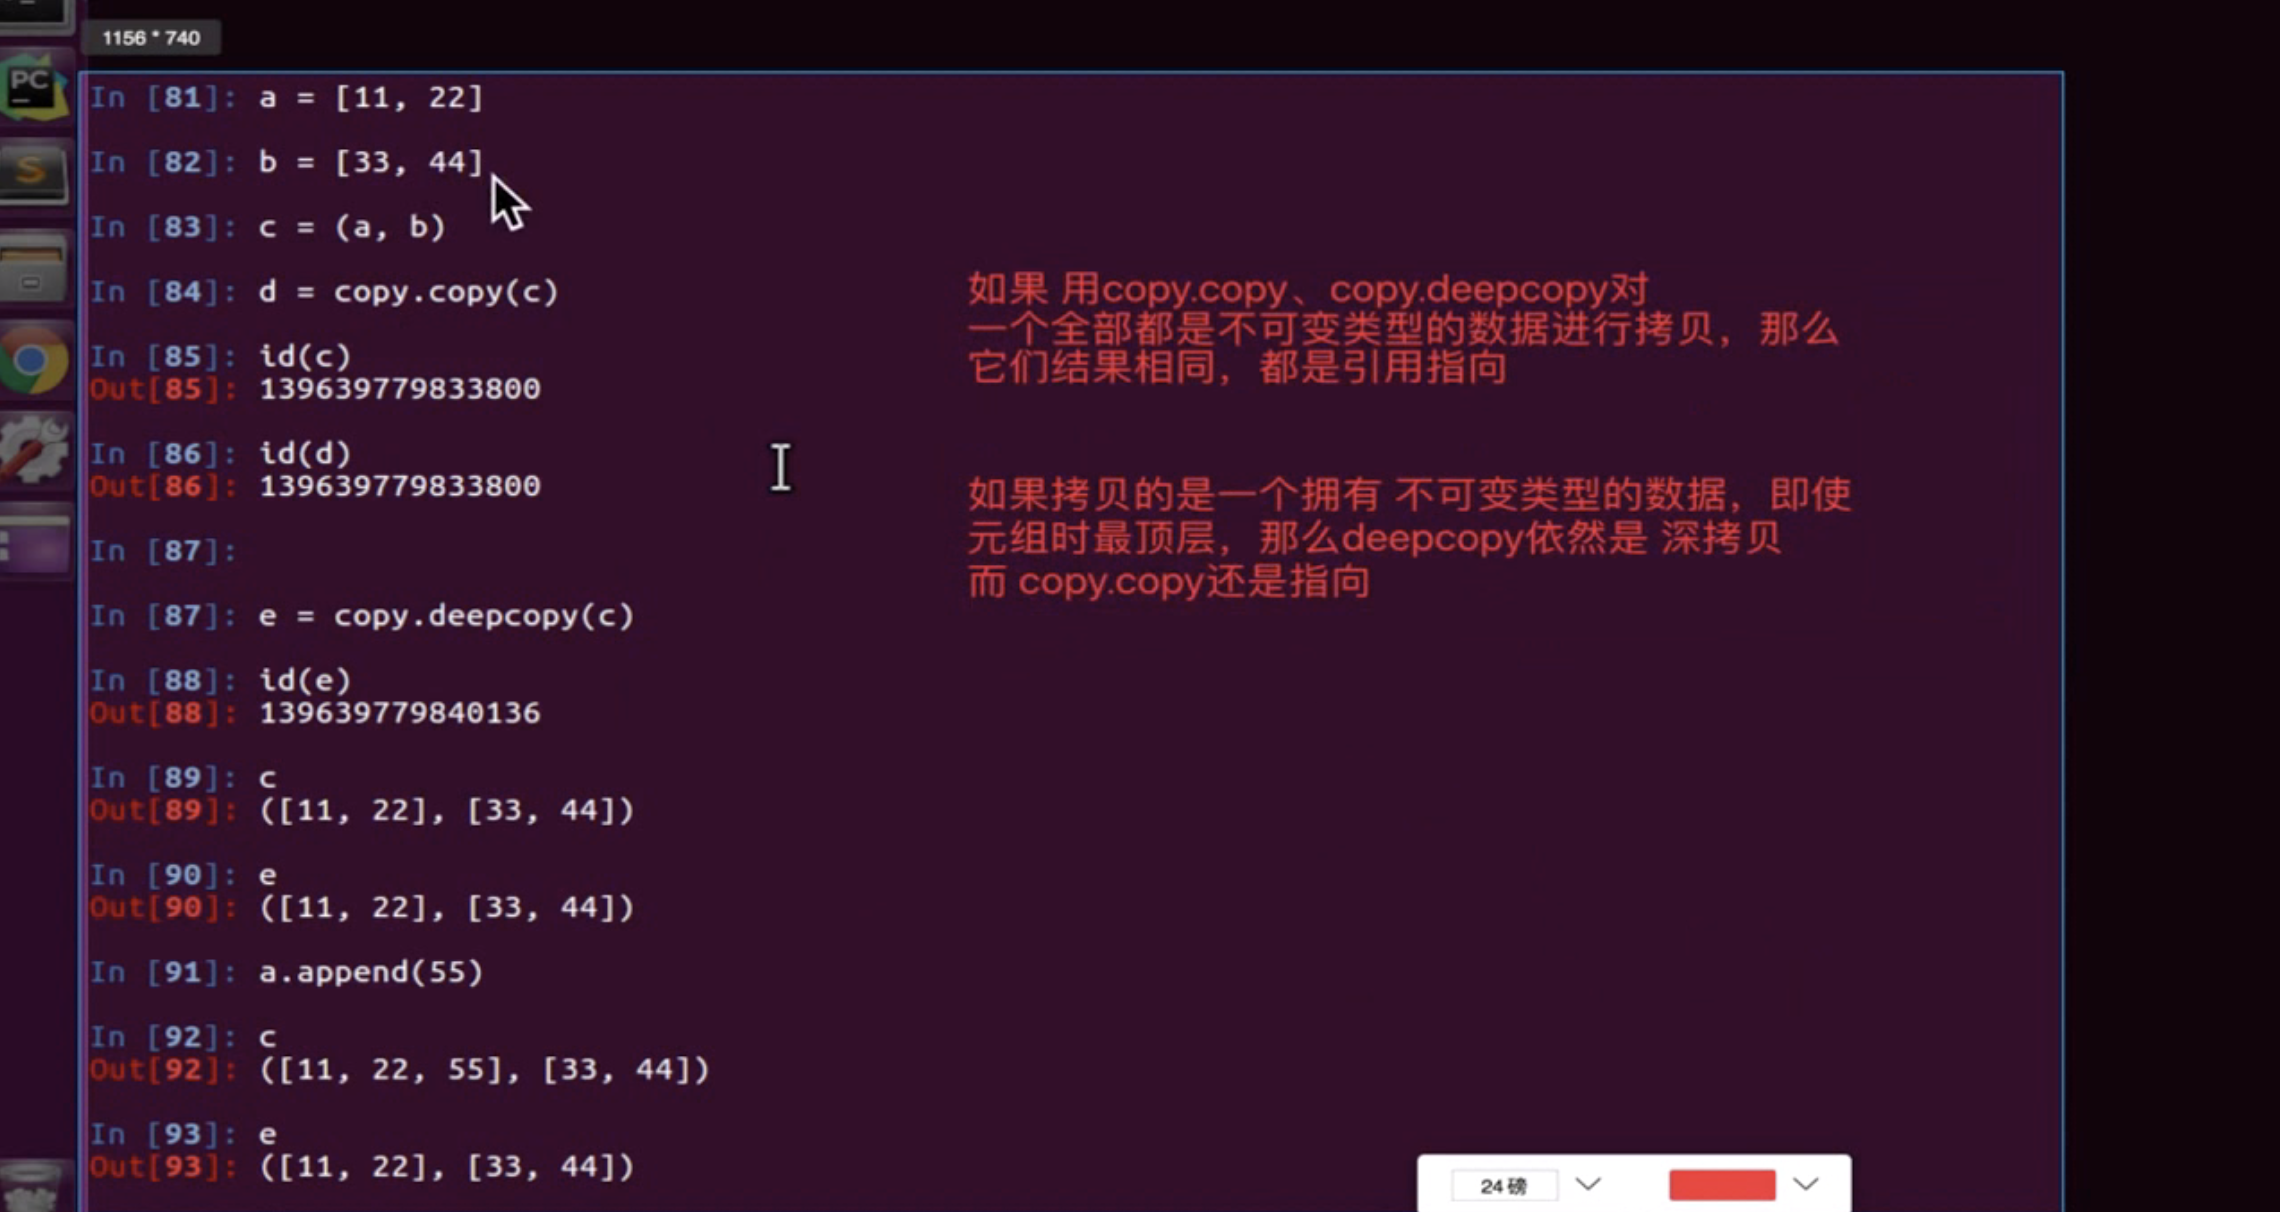 1156 * 740
PC
S
In [81]: a = [11, 22]
In [82]: b = [33, 44]
In [83]: c = (a, b)
In [84]: d = copy.copy(c)
In [85]: id(c)
Out[85]: 139639779833800
In [86]: id(d)
Out[86]: 139639779833800
In [87]:
In [87]: e = copy.deepcopy(c)
In [88]: id(e)
Out[88]: 139639779840136
In [89]: c
Out[89]: ([11, 22], [33, 44])
In [90]: e
Out[90]: ([11, 22], [33, 44])
In [91]: a.append(55)
In [92]: c
Out[92]: ([11, 22, 55], [33, 44])
In [93]: e
Out[93]: ([11, 22], [33, 44])
如果 用copy.copy、copy.deepcopy对
一个全部都是不可变类型的数据进行拷贝，那么
它们结果相同，都是引用指向
如果拷贝的是一个拥有 不可变类型的数据，即使
元组时最顶层，那么deepcopy依然是 深拷贝
而 copy.copy还是指向
24 磅